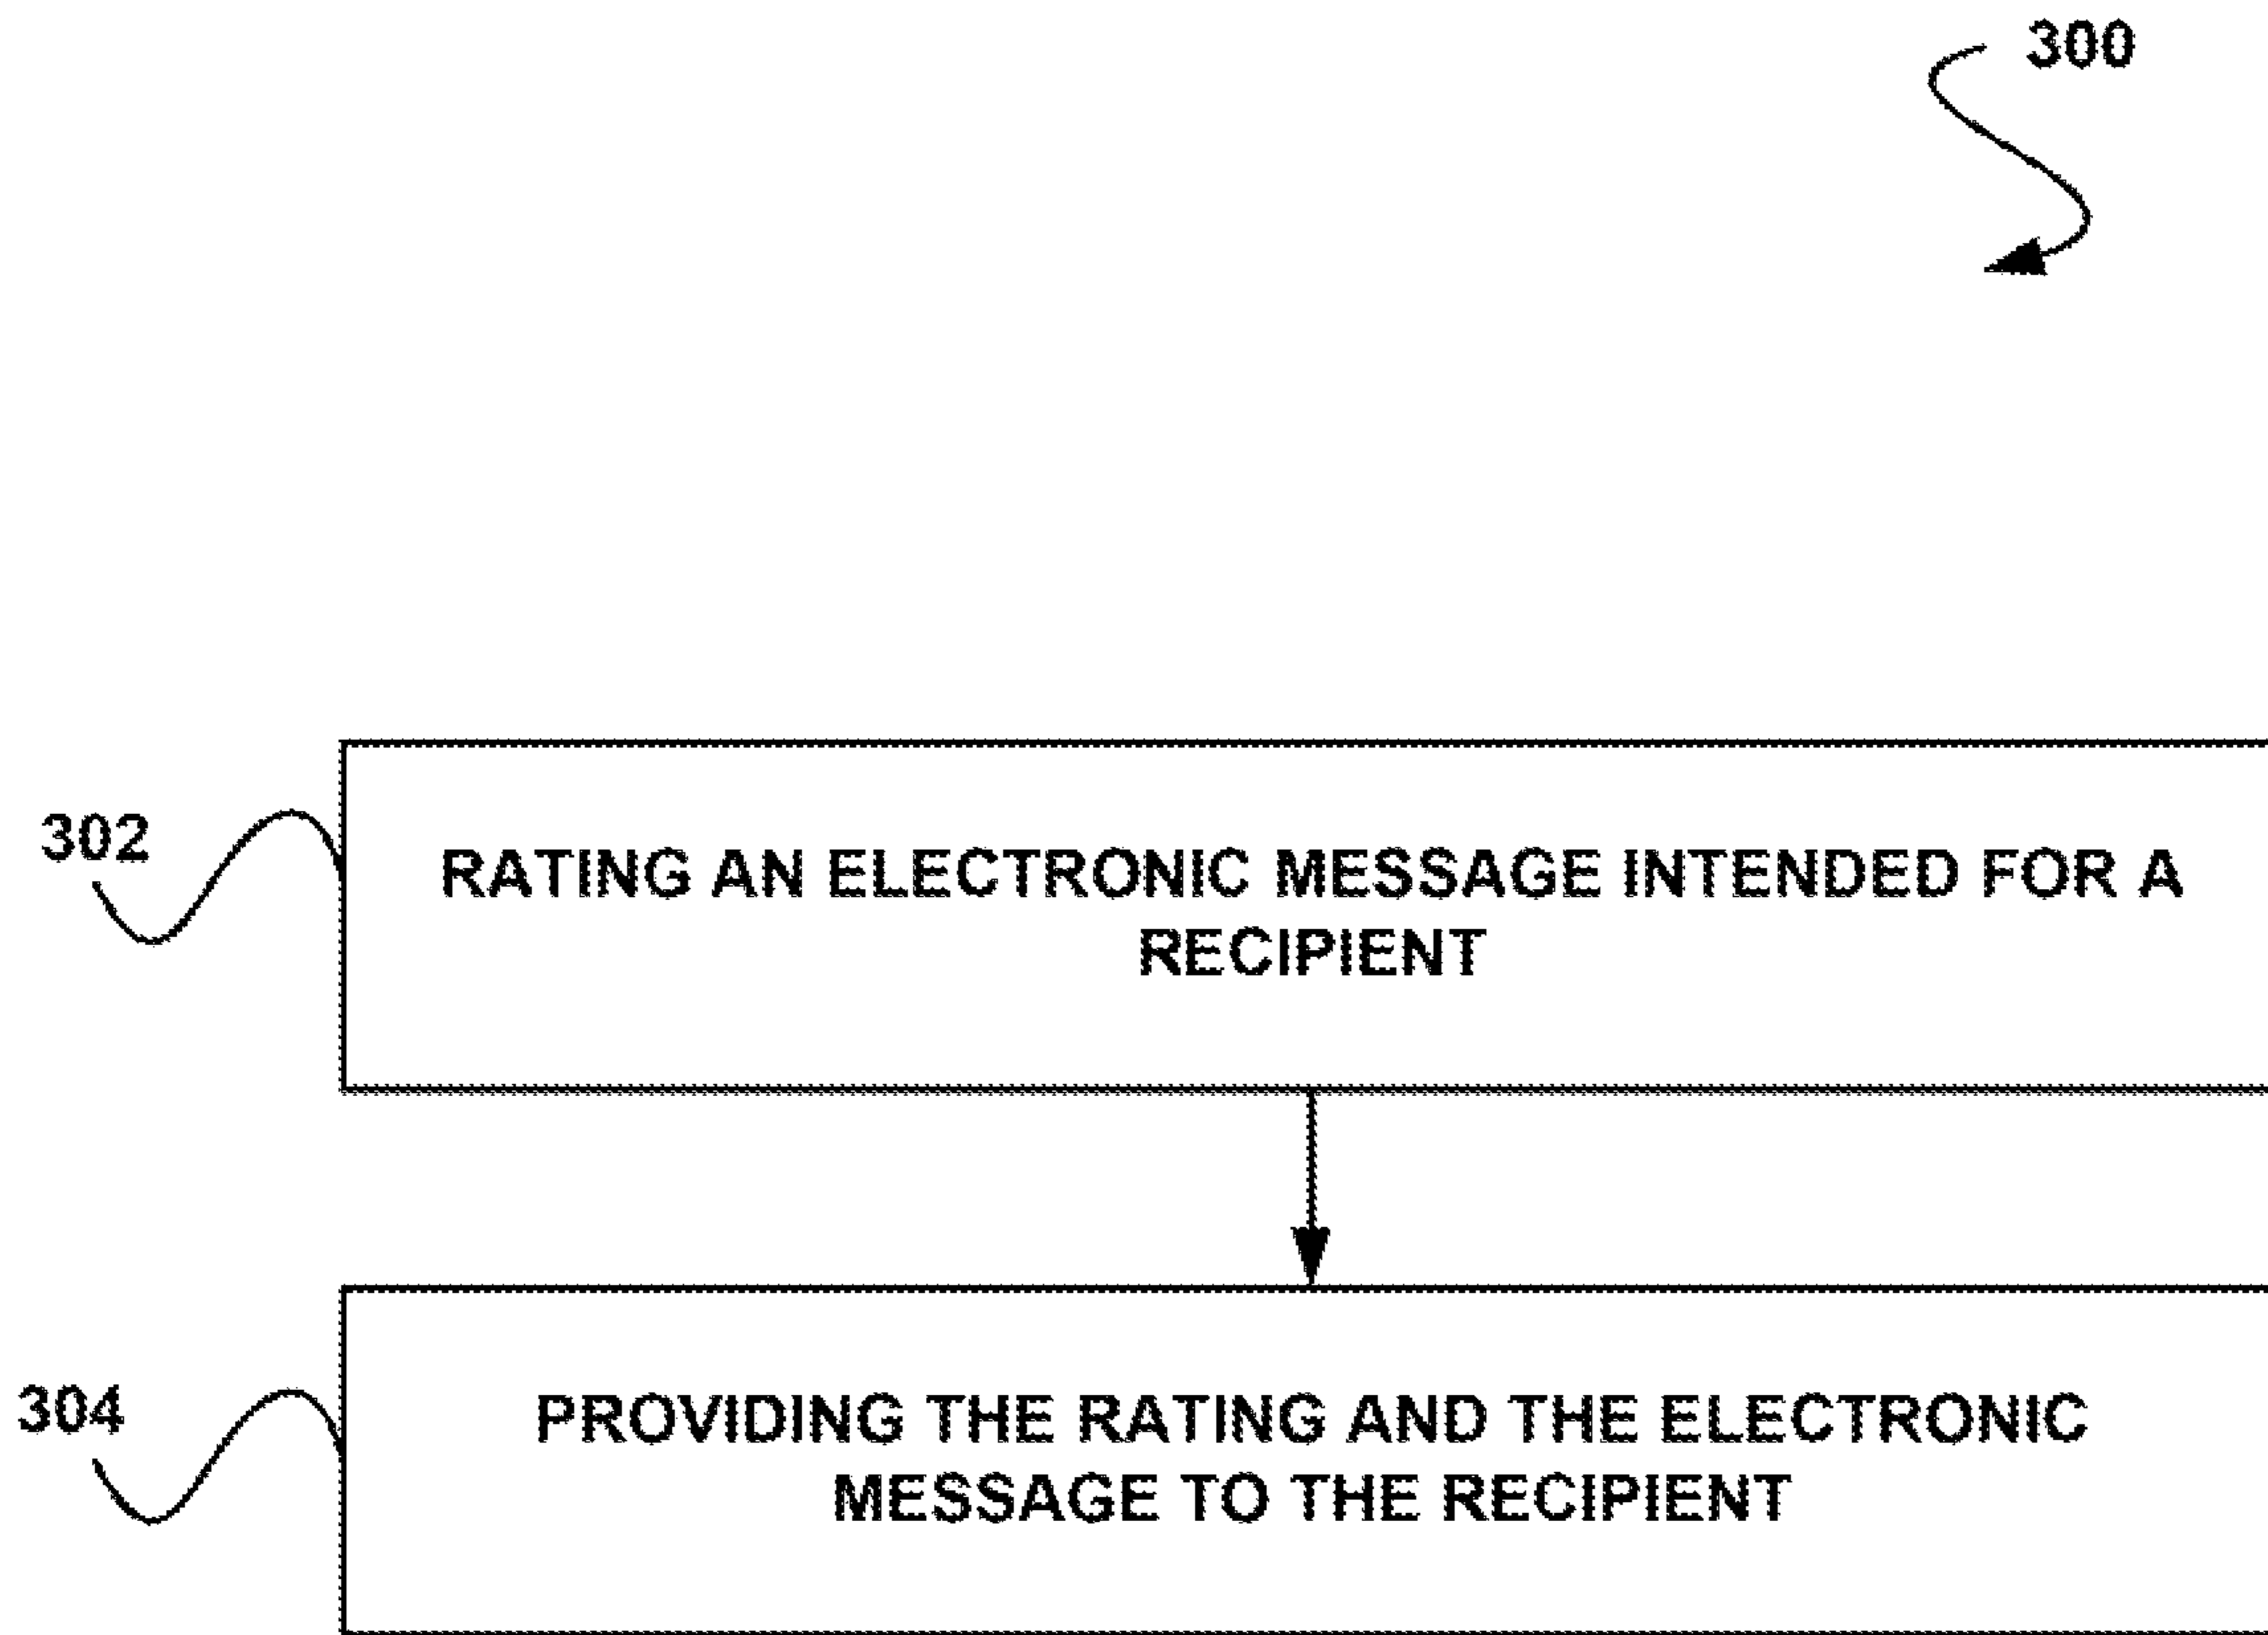 300
302
RATING AN ELECTRONIC MESSAGE INTENDED FOR A
RECIPIENT
304
PROVIDING THE RATING AND THE ELECTRONIC
MESSAGE TO THE RECIPIENT